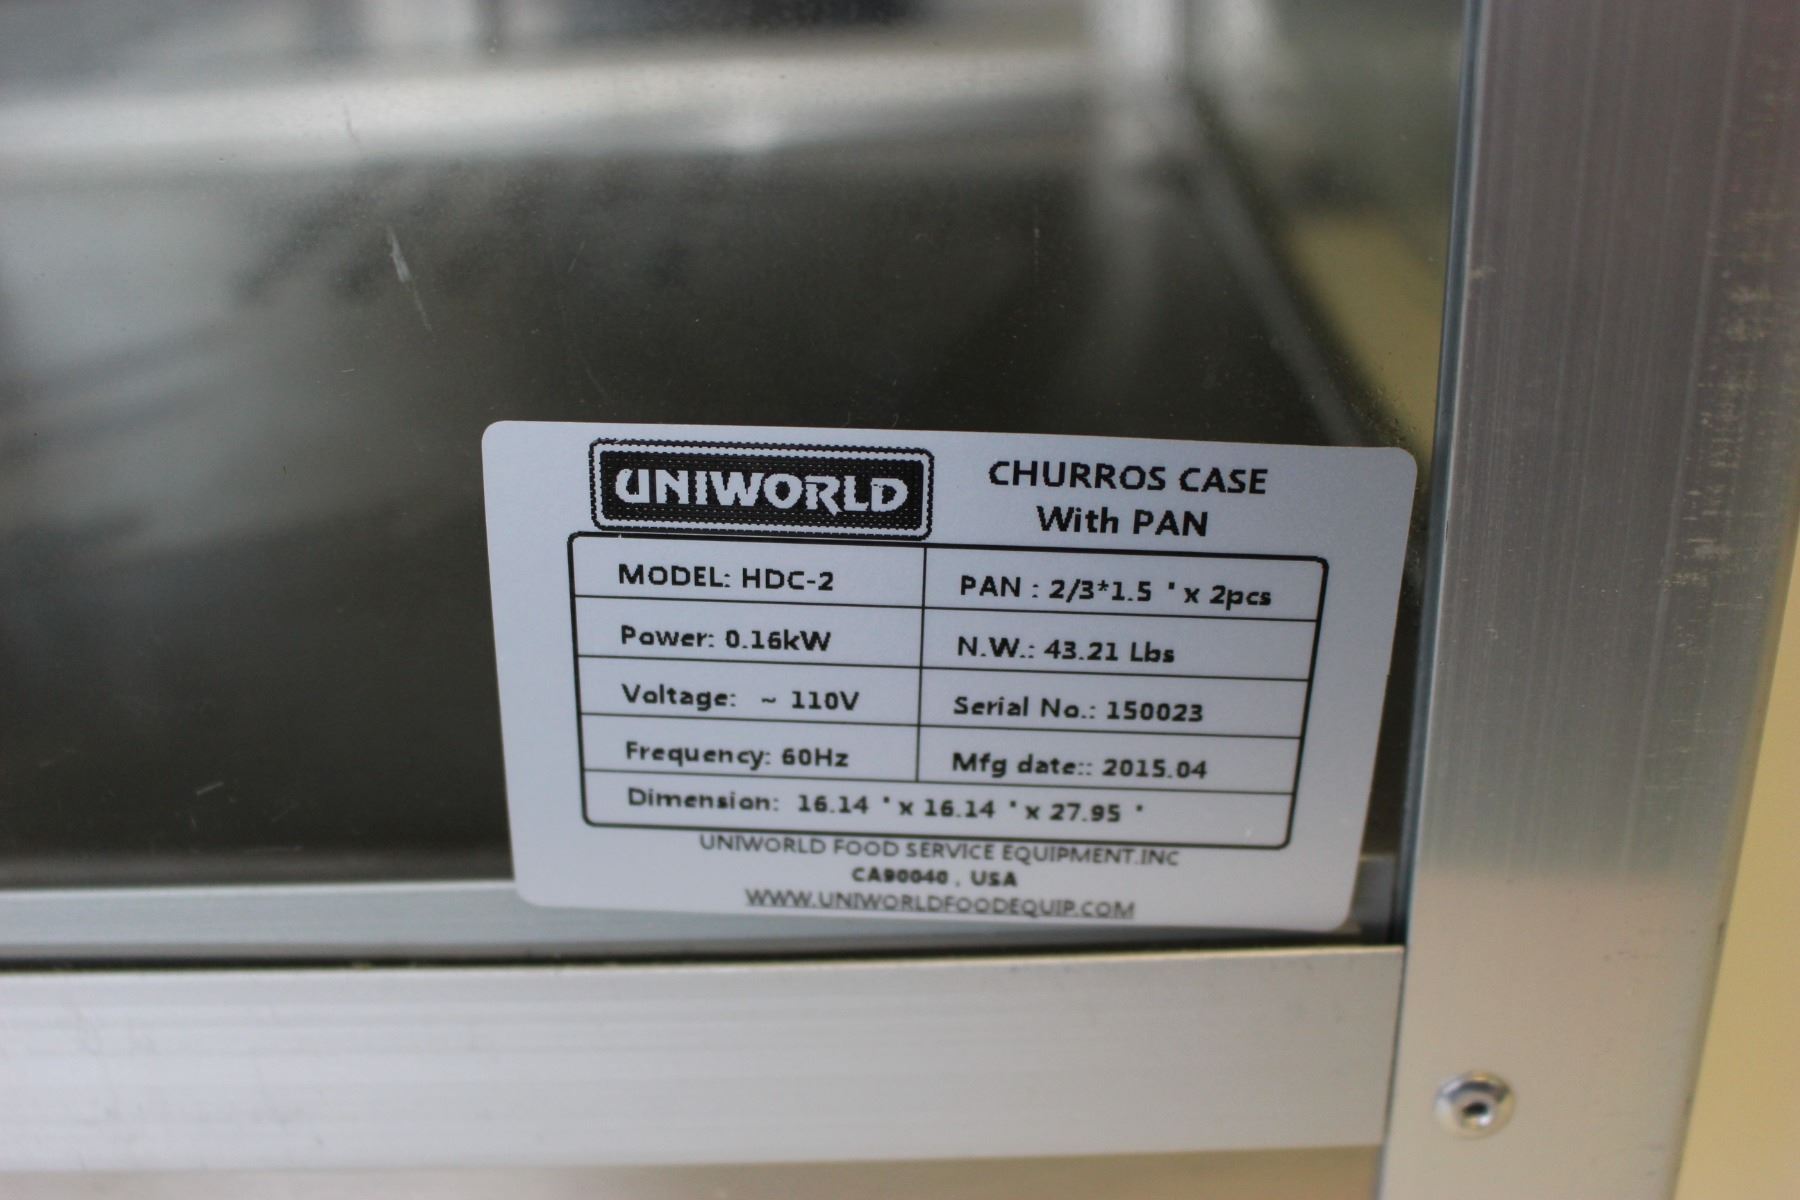 UNIWORLD
CHURROS CASE
With PAN
MODEL: HDC-2
PAN : 2/3*1.5 " x 2pcs
Power: 0.16kW
N.W.: 43.21 Lbs
Voltage: ~ 110V
Serial No.: 150023
Frequency: 60Hz
Mfg date:: 2015.04
Dimension: 16.14 " x 16.14 " x 27.95 "
UNIWORLD FOOD SERVICE EQUIPMENT.INC
CA90040 , USA
WWW.UNIWORLDFOODEQUIP.COM